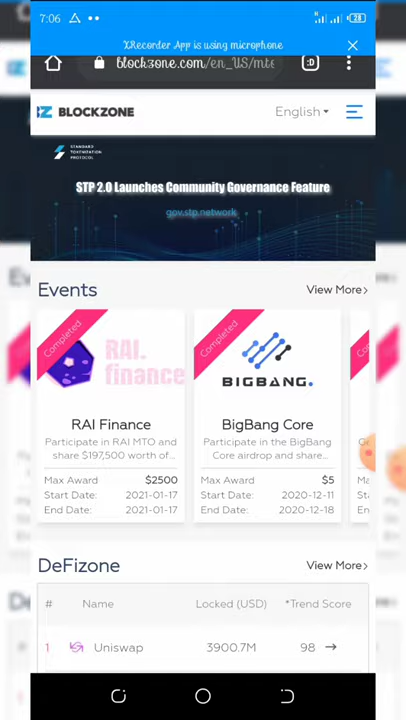 7:06
28
XRecorder App is using microphone
blockzone.com/en_US/mte
:D
BLOCKZONE
English
STANDARD
TOKENIZATION
PROTOCOL
STP 2.0 Launches Community Governance Feature
gov.stp.network
Events
View More
Completed
RAI.
finance
Completed
BIGBANG.
RAI Finance
BigBang Core
Participate in RAI MTO and
share $197,500 worth of…
Participate in the BigBang
Core airdrop and share…
Max Award $2500
Start Date: 2021-01-17
End Date: 2021-01-17
Max Award $5
Start Date: 2020-12-11
End Date: 2020-12-18
DeFizone
View More
# Name Locked (USD) *Trend Score
1 Uniswap 3900.7M 98